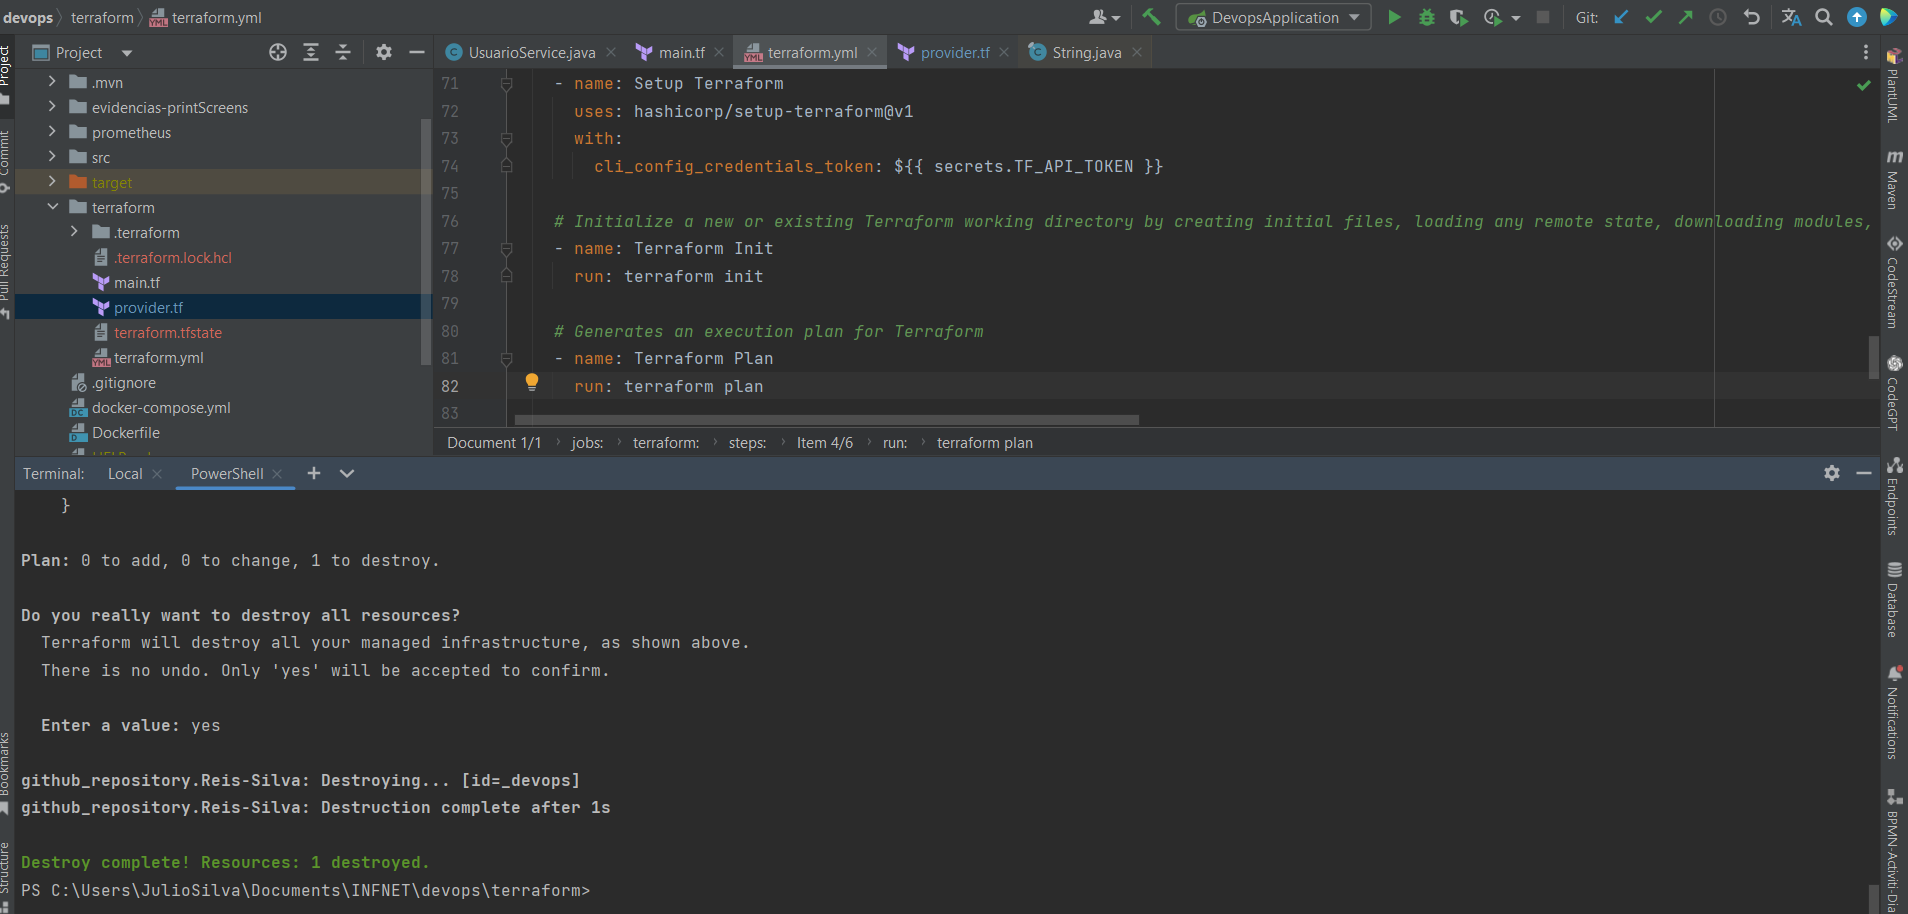 devops
terraform
terraform.yml
DevopsApplication
Git:
Project
UsuarioService.java
main.tf
terraform.yml
provider.tf
String.java
Project
Commit
Pull Requests
Bookmarks
Structure
.mvn
evidencias-printScreens
prometheus
src
target
terraform
.terraform
.terraform.lock.hcl
main.tf
provider.tf
terraform.tfstate
terraform.yml
.gitignore
docker-compose.yml
Dockerfile
71 - name: Setup Terraform
72 uses: hashicorp/setup-terraform@v1
73 with:
74 cli_config_credentials_token: ${{ secrets.TF_API_TOKEN }}
75
76 # Initialize a new or existing Terraform working directory by creating initial files, loading any remote state, downloading modules,
77 - name: Terraform Init
78 run: terraform init
79
80 # Generates an execution plan for Terraform
81 - name: Terraform Plan
82 run: terraform plan
83
Document 1/1 jobs: terraform: steps: Item 4/6 run: terraform plan
Terminal: Local PowerShell
}
Plan: 0 to add, 0 to change, 1 to destroy.
Do you really want to destroy all resources?
Terraform will destroy all your managed infrastructure, as shown above.
There is no undo. Only 'yes' will be accepted to confirm.
Enter a value: yes
github_repository.Reis-Silva: Destroying... [id=_devops]
github_repository.Reis-Silva: Destruction complete after 1s
Destroy complete! Resources: 1 destroyed.
PS C:\Users\JulioSilva\Documents\INFNET\devops\terraform>
PlantUML
Maven
CodeStream
CodeGPT
Endpoints
Database
Notifications
BPMN-Activiti-Dia